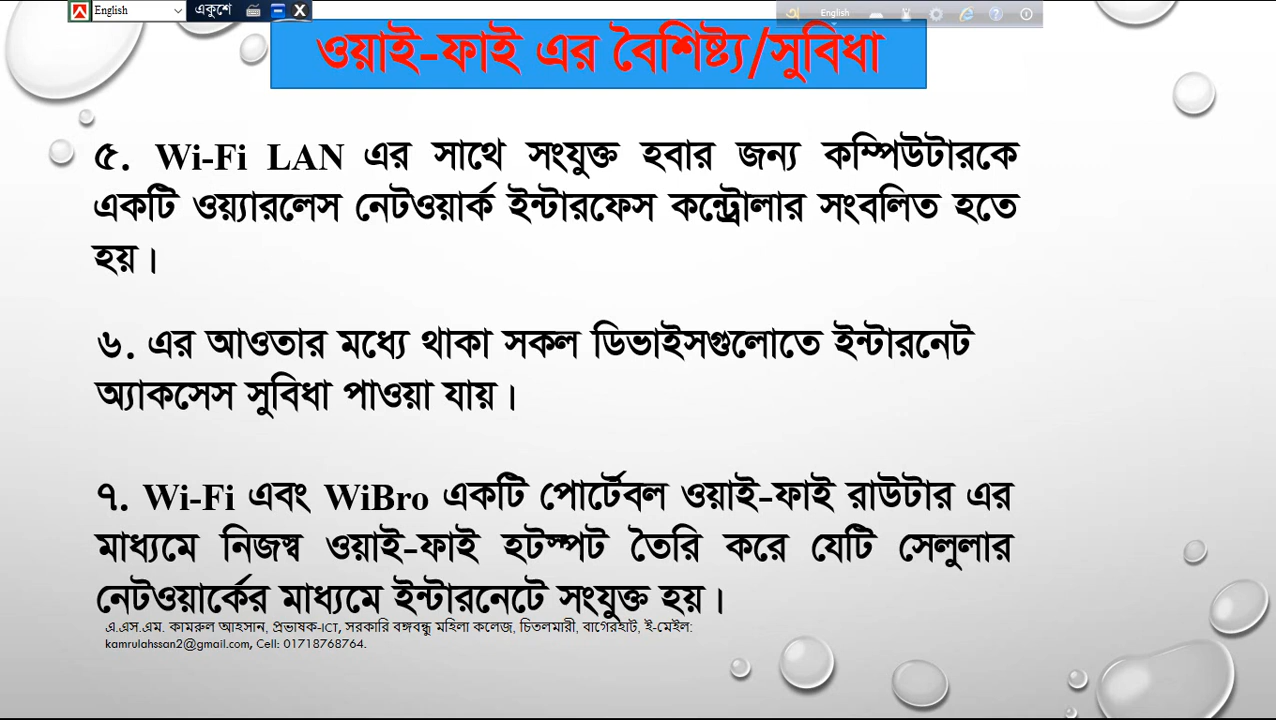 English
একুশে
English
ওয়াই-ফাই এর বৈশিষ্ট্য/সুবিধা
৫. Wi-Fi LAN এর সাথে সংযুক্ত হবার জন্য কম্পিউটারকে
একটি ওয়্যারলেস নেটওয়ার্ক ইন্টারফেস কন্ট্রোলার সংবলিত হতে
হয়।
৬. এর আওতার মধ্যে থাকা সকল ডিভাইসগুলোতে ইন্টারনেট
অ্যাকসেস সুবিধা পাওয়া যায়।
৭. Wi-Fi এবং WiBro একটি পোর্টেবল ওয়াই-ফাই রাউটার এর
মাধ্যমে নিজস্ব ওয়াই-ফাই হটস্পট তৈরি করে যেটি সেলুলার
নেটওয়ার্কের মাধ্যমে ইন্টারনেটে সংযুক্ত হয়।
এ.এস.এম. কামরুল আহসান, প্রভাষক-ICT, সরকারি বঙ্গবন্ধু মহিলা কলেজ, চিতলমারী, বাগেরহাট, ই-মেইল:
kamrulahssan2@gmail.com, Cell: 01718768764.